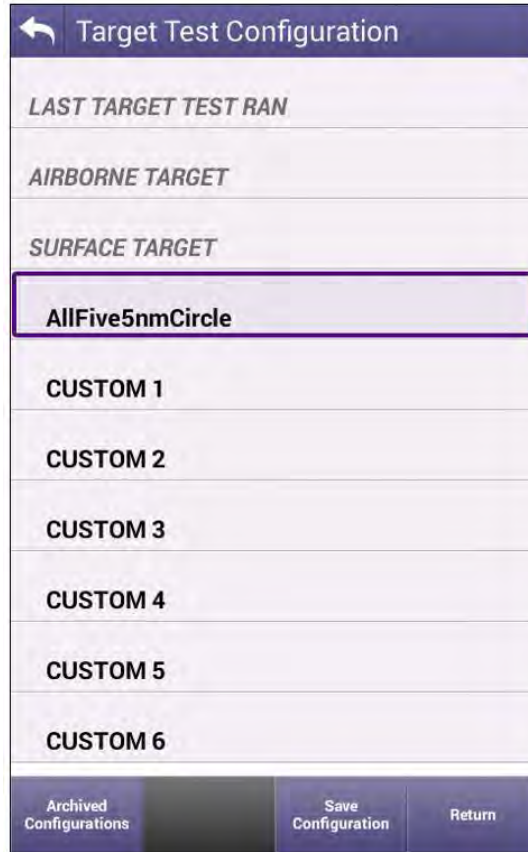 Target Test Configuration
LAST TARGET TEST RAN
AIRBORNE TARGET
SURFACE TARGET
AllFive5nmCircle
CUSTOM 1
CUSTOM 2
CUSTOM 3
CUSTOM 4
CUSTOM 5
CUSTOM 6
Archived
Configurations
Save
Configuration
Return